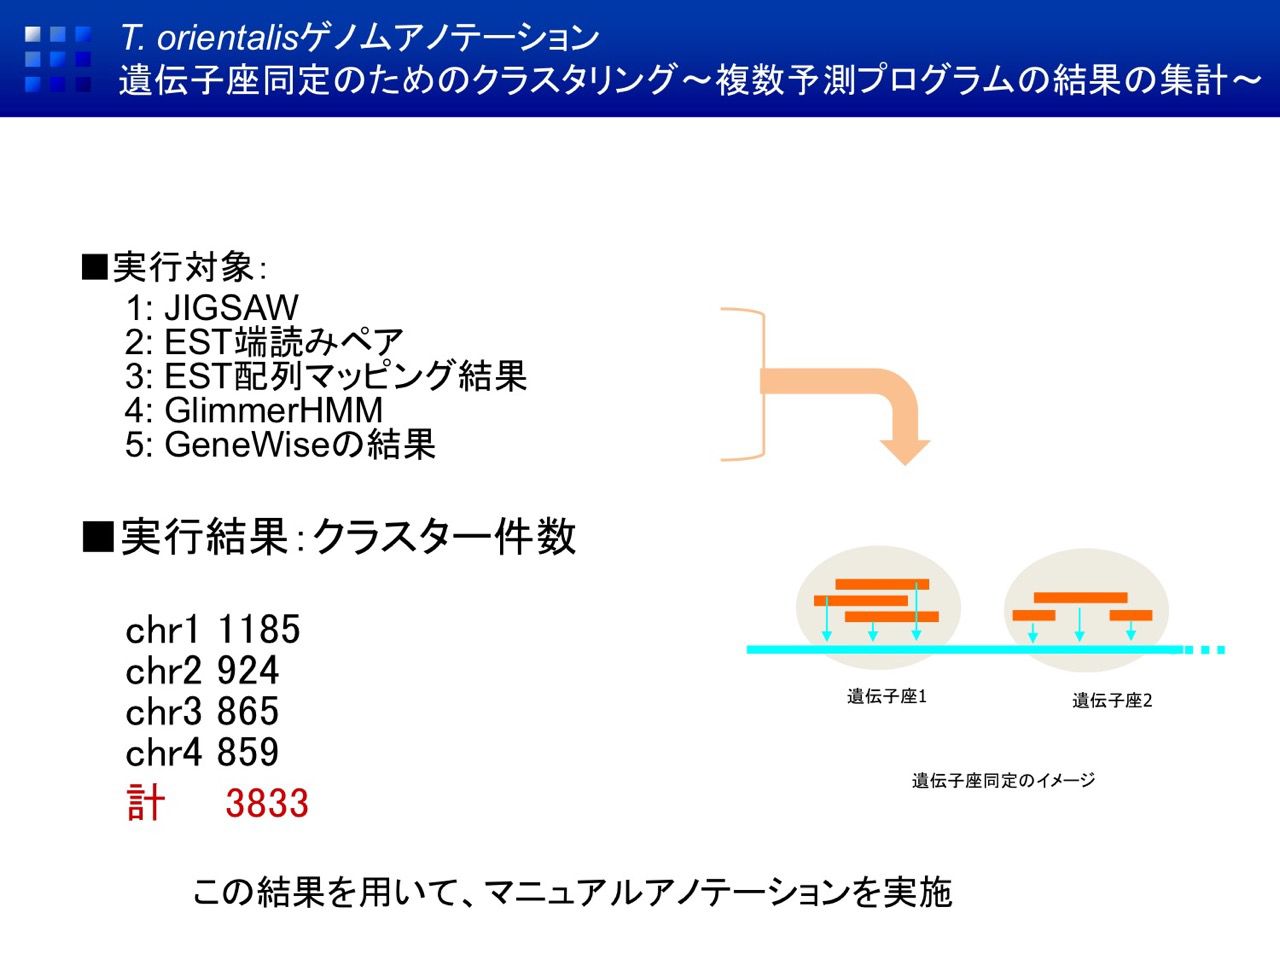 T. orientalisゲノムアノテーション
遺伝子座同定のためのクラスタリング～複数予測プログラムの結果の集計～
■実行対象：
1: JIGSAW
2: EST端読みペア
3: EST配列マッピング結果
4: GlimmerHMM
5: GeneWiseの結果
■実行結果：クラスター件数
chr1 1185
chr2 924
chr3 865
chr4 859
計 3833
遺伝子座1
遺伝子座2
遺伝子座同定のイメージ
この結果を用いて、マニュアルアノテーションを実施